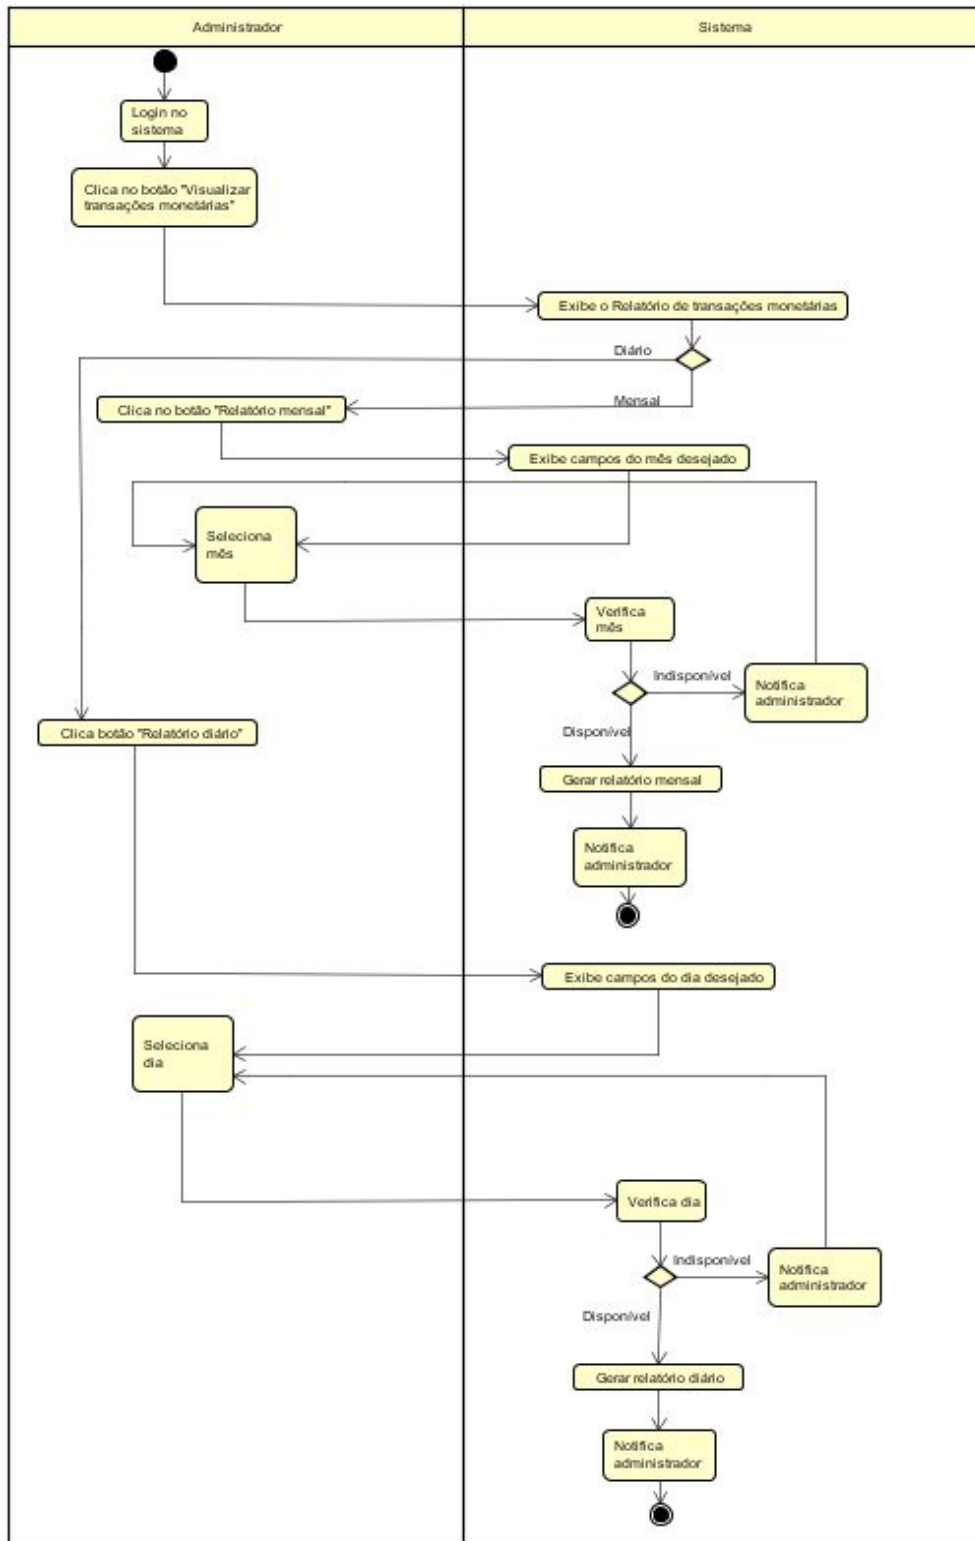 Administrador
Sistema
Login no
sistema
Clica no botão "Visualizar
transações monetárias"
Exibe o Relatório de transações monetárias
Diário
Mensal
Clica no botão "Relatório mensal"
Exibe campos do mês desejado
Seleciona
mês
Verifica
mês
Indisponível
Notifica
administrador
Disponível
Clica botão "Relatório diário"
Gerar relatório mensal
Notifica
administrador
Exibe campos do dia desejado
Seleciona
dia
Verifica dia
Indisponível
Notifica
administrador
Disponível
Gerar relatório diário
Notifica
administrador